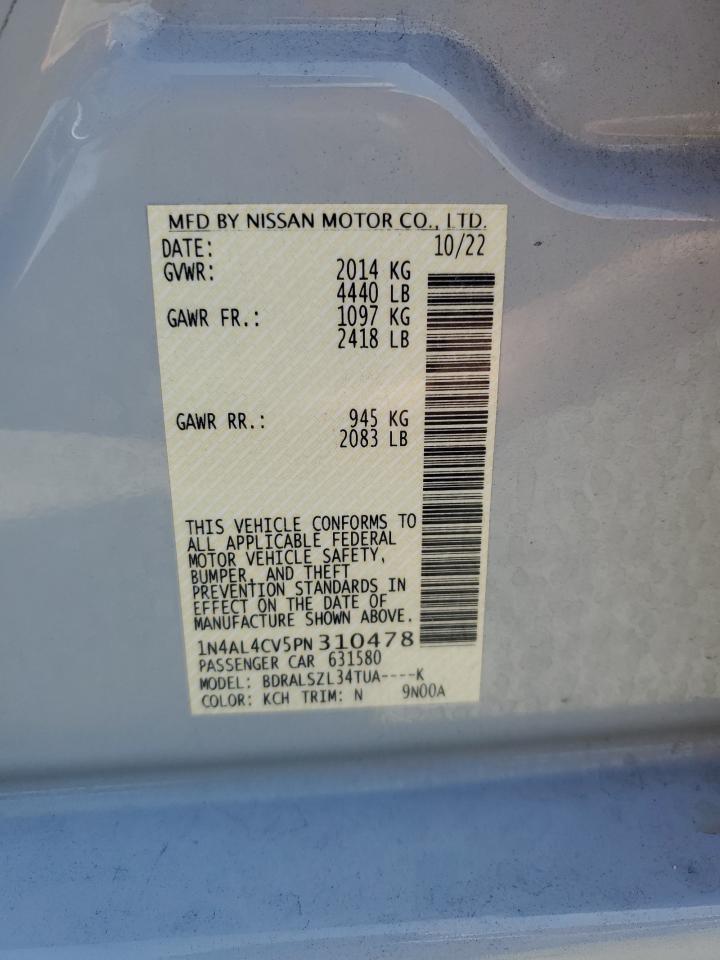 MFD BY NISSAN MOTOR CO., LTD.
DATE: 10/22
GVWR: 2014 KG
4440 LB
GAWR FR.: 1097 KG
2418 LB
GAWR RR.: 945 KG
2083 LB
THIS VEHICLE CONFORMS TO
ALL APPLICABLE FEDERAL
MOTOR VEHICLE SAFETY,
BUMPER, AND THEFT
PREVENTION STANDARDS IN
EFFECT ON THE DATE OF
MANUFACTURE SHOWN ABOVE.
1N4AL4CV5PN310478
PASSENGER CAR 631580
MODEL: BDRALSZL34TUA----K
COLOR: KCH TRIM: N 9N00A